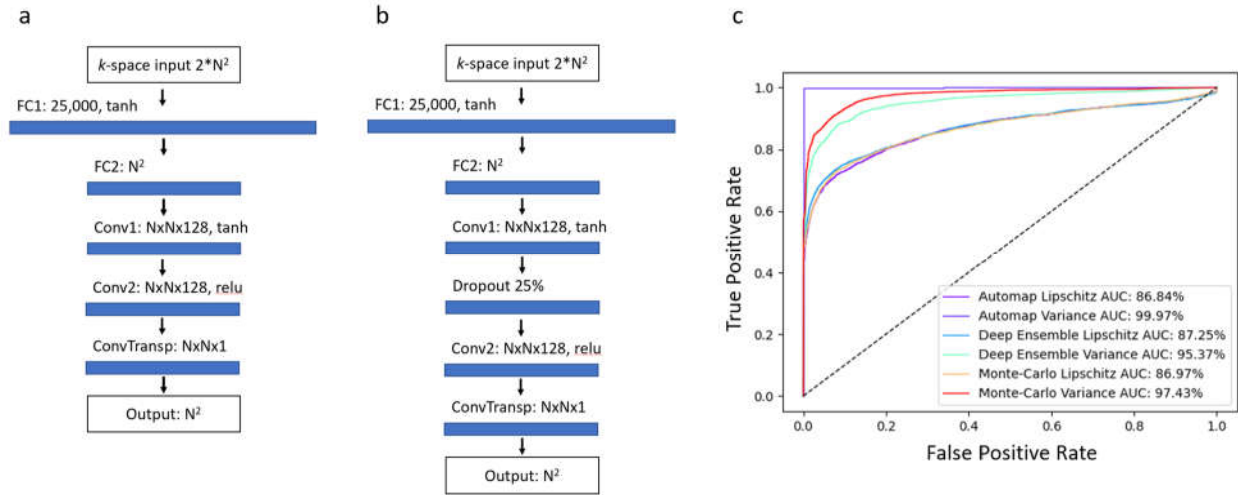 a
k-space input 2*N²
FC1: 25,000, tanh
FC2: N²
Conv1: NxNx128, tanh
Conv2: NxNx128, relu
ConvTransp: NxNx1
Output: N²
b
k-space input 2*N²
FC1: 25,000, tanh
FC2: N²
Conv1: NxNx128, tanh
Dropout 25%
Conv2: NxNx128, relu
ConvTransp: NxNx1
Output: N²
c
True Positive Rate
1.0
0.8
0.6
0.4
0.2
0.0
Automap Lipschitz AUC: 86.84%
Automap Variance AUC: 99.97%
Deep Ensemble Lipschitz AUC: 87.25%
Deep Ensemble Variance AUC: 95.37%
Monte-Carlo Lipschitz AUC: 86.97%
Monte-Carlo Variance AUC: 97.43%
0.0 0.2 0.4 0.6 0.8 1.0
False Positive Rate